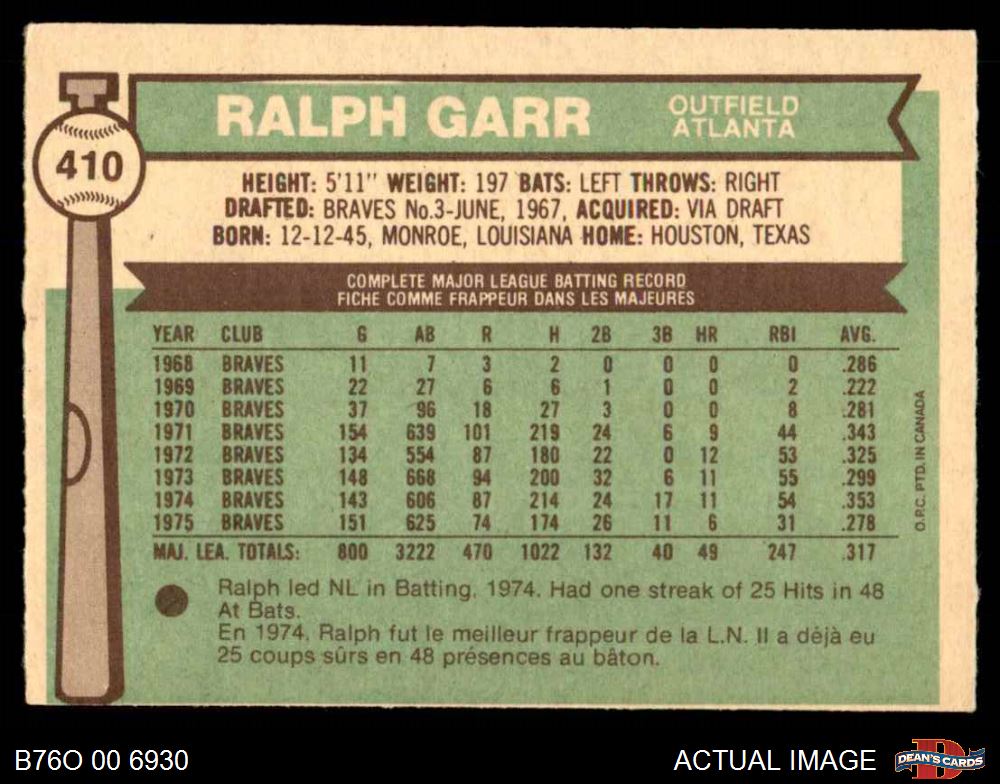 RALPH GARR
OUTFIELD
ATLANTA
410
HEIGHT: 5'11" WEIGHT: 197 BATS: LEFT THROWS: RIGHT
DRAFTED: BRAVES No.3-JUNE, 1967, ACQUIRED: VIA DRAFT
BORN: 12-12-45, MONROE, LOUISIANA HOME: HOUSTON, TEXAS
COMPLETE MAJOR LEAGUE BATTING RECORD
FICHE COMME FRAPPEUR DANS LES MAJEURES
YEAR CLUB G AB R H 2B 3B HR RBI AVG.
1968 BRAVES 11 7 3 2 0 0 0 0 .286
1969 BRAVES 22 27 6 6 1 0 0 2 .222
1970 BRAVES 37 96 18 27 3 0 0 8 .281
1971 BRAVES 154 639 101 219 24 6 9 44 .343
1972 BRAVES 134 554 87 180 22 0 12 53 .325
1973 BRAVES 148 668 94 200 32 6 11 55 .299
1974 BRAVES 143 606 87 214 24 17 11 54 .353
1975 BRAVES 151 625 74 174 26 11 6 31 .278
MAJ. LEA. TOTALS: 800 3222 470 1022 132 40 49 247 .317
O.P.C. PTD. IN CANADA
Ralph led NL in Batting, 1974. Had one streak of 25 Hits in 48
At Bats.
En 1974, Ralph fut le meilleur frappeur de la L.N. Il a déjà eu
25 coups sûrs en 48 présences au bâton.
B76O 00 6930
ACTUAL IMAGE
DEAN'S CARDS